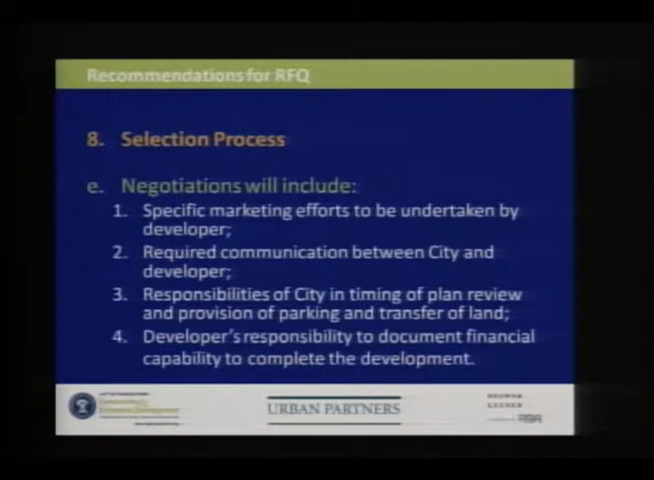 Recommendations for RFQ
8. Selection Process
e. Negotiations will include:
1. Specific marketing efforts to be undertaken by
developer;
2. Required communication between City and
developer;
3. Responsibilities of City in timing of plan review
and provision of parking and transfer of land;
4. Developer's responsibility to document financial
capability to complete the development.
URBAN PARTNERS